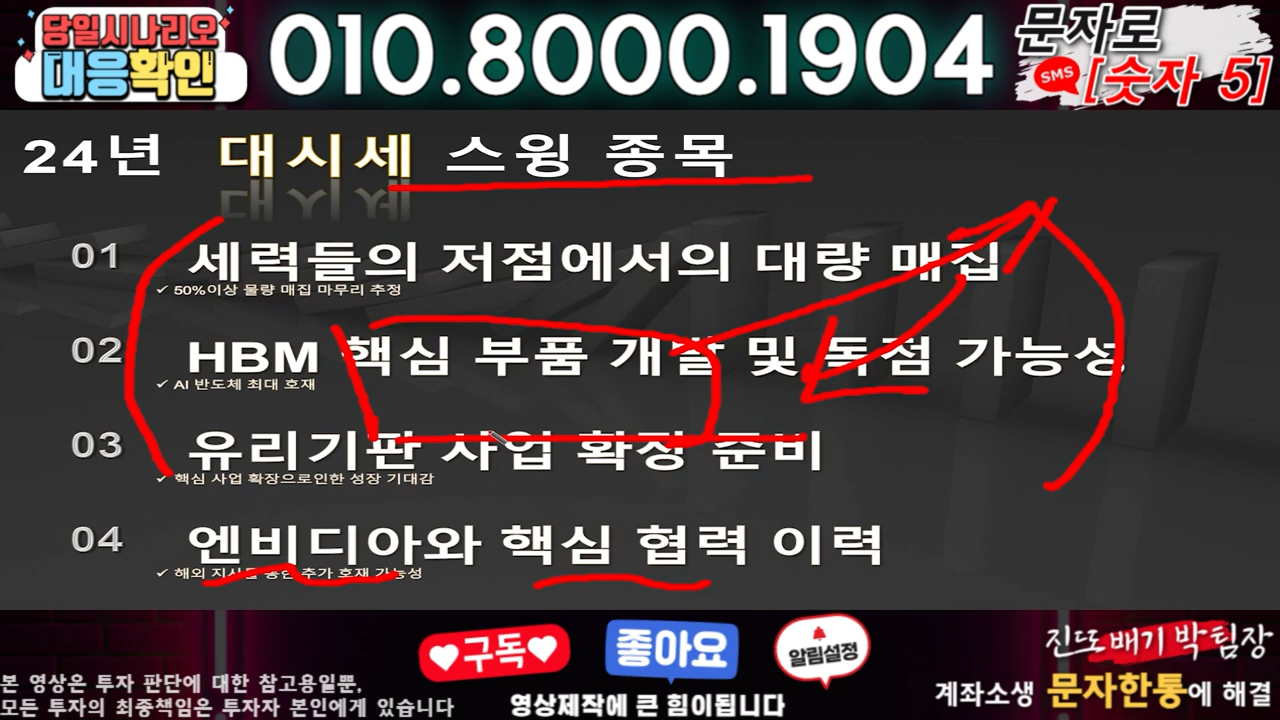 당일시나리오
대응확인
010.8000.1904
문자로
SMS [숫자 5]
24년 대시세 스윙 종목
01 세력들의 저점에서의 대량 매집
✓ 50%이상 물량 매집 마무리 추정
02 HBM 핵심 부품 개발 및 독점 가능성
✓ AI 반도체 최대 호재
03 유리기판 사업 확장 준비
✓ 핵심 사업 확장으로인한 성장 기대감
04 엔비디아와 핵심 협력 이력
✓ 해외 지사를 통한 추가 호재 가능성
구독
좋아요
알림설정
영상제작에 큰 힘이됩니다
본 영상은 투자 판단에 대한 참고용일뿐,
모든 투자의 최종책임은 투자자 본인에게 있습니다
진또배기 박팀장
계좌소생 문자한통에 해결